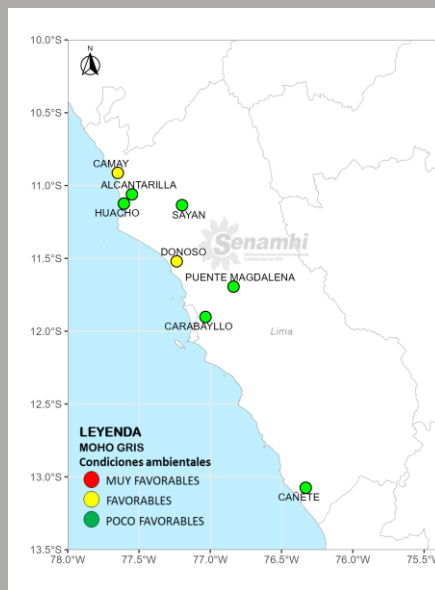 10.0°S
N
10.5°S
CAMAY
11.0°S
ALCANTARILLA
HUACHO
SAYAN
Senamhi
11.5°S
DONOSO
PUENTE MAGDALENA
12.0°S
CARABAYLLO
Lima
12.5°S
LEYENDA
MOHO GRIS
Condiciones ambientales
MUY FAVORABLES
FAVORABLES
POCO FAVORABLES
13.0°S
CAÑETE
13.5°S
78.0°W 77.5°W 77.0°W 76.5°W 76.0°W 75.5°W